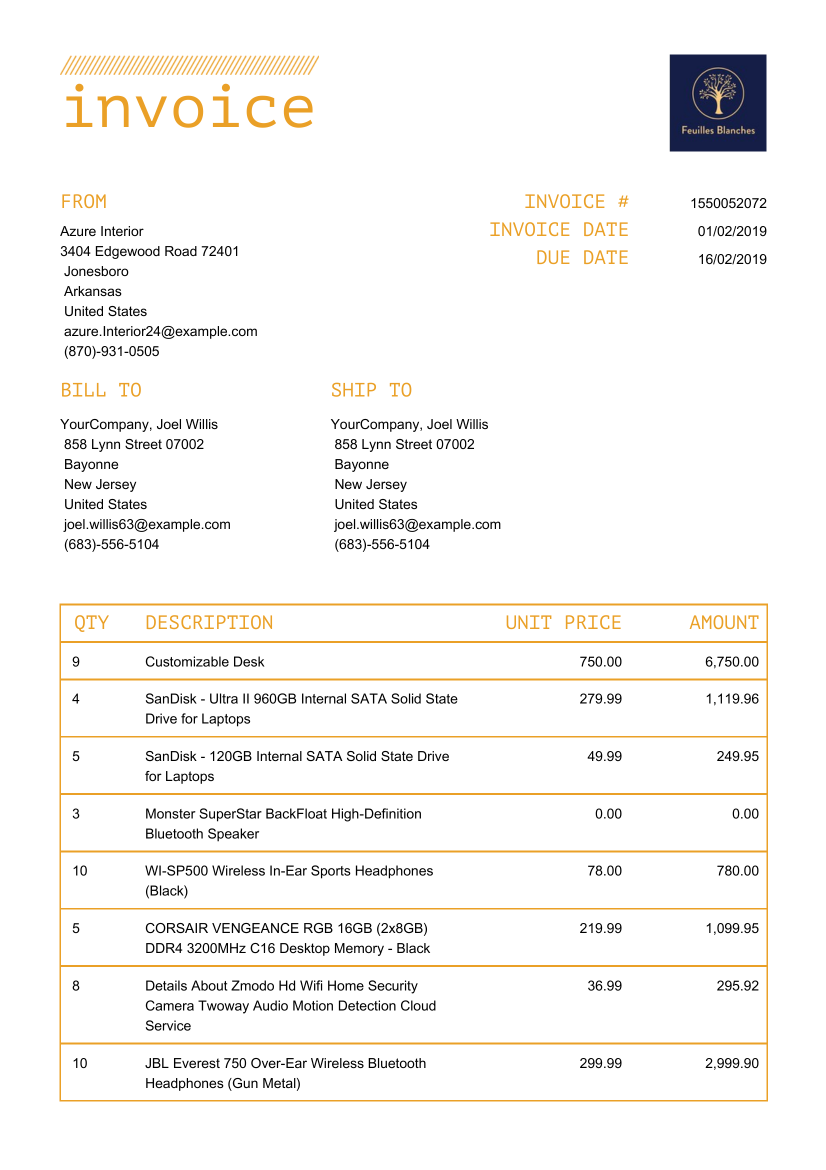 invoice
Feuilles Blanches
FROM
Azure Interior
3404 Edgewood Road 72401
Jonesboro
Arkansas
United States
azure.Interior24@example.com
(870)-931-0505
INVOICE # 1550052072
INVOICE DATE 01/02/2019
DUE DATE 16/02/2019
BILL TO
YourCompany, Joel Willis
858 Lynn Street 07002
Bayonne
New Jersey
United States
joel.willis63@example.com
(683)-556-5104
SHIP TO
YourCompany, Joel Willis
858 Lynn Street 07002
Bayonne
New Jersey
United States
joel.willis63@example.com
(683)-556-5104
QTY DESCRIPTION UNIT PRICE AMOUNT
9 Customizable Desk 750.00 6,750.00
4 SanDisk - Ultra II 960GB Internal SATA Solid State 279.99 1,119.96
Drive for Laptops
5 SanDisk - 120GB Internal SATA Solid State Drive 49.99 249.95
for Laptops
3 Monster SuperStar BackFloat High-Definition 0.00 0.00
Bluetooth Speaker
10 WI-SP500 Wireless In-Ear Sports Headphones 78.00 780.00
(Black)
5 CORSAIR VENGEANCE RGB 16GB (2x8GB) 219.99 1,099.95
DDR4 3200MHz C16 Desktop Memory - Black
8 Details About Zmodo Hd Wifi Home Security 36.99 295.92
Camera Twoway Audio Motion Detection Cloud
Service
10 JBL Everest 750 Over-Ear Wireless Bluetooth 299.99 2,999.90
Headphones (Gun Metal)